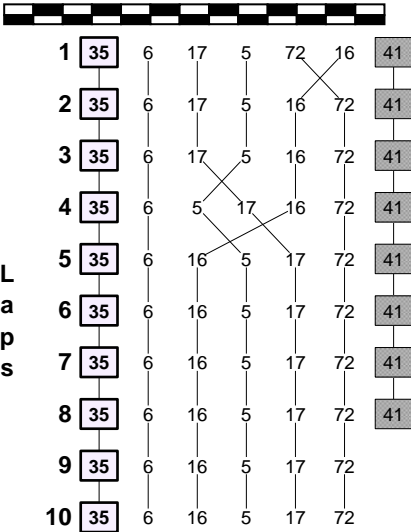 1 35 6 17 5 72 16 41
2 35 6 17 5 16 72 41
3 35 6 17 5 16 72 41
4 35 6 5 17 16 72 41
5 35 6 16 5 17 72 41
6 35 6 16 5 17 72 41
7 35 6 16 5 17 72 41
8 35 6 16 5 17 72 41
9 35 6 16 5 17 72
10 35 6 16 5 17 72
Laps